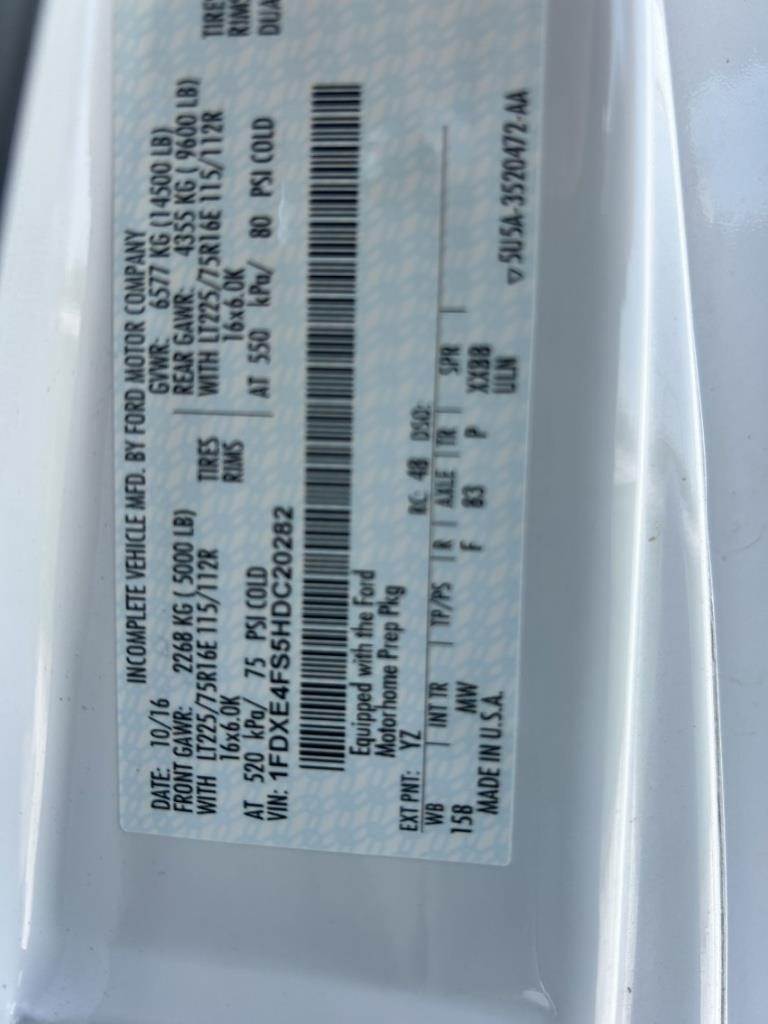 INCOMPLETE VEHICLE MFD. BY FORD MOTOR COMPANY
DATE: 10/16 GVWR: 6577 KG (14500 LB)
FRONT GAWR: 2268 KG ( 5000 LB) REAR GAWR: 4355 KG ( 9600 LB)
WITH LT225/75R16E 115/112R TIRES WITH LT225/75R16E 115/112R TIRES
16x6.0K RIMS 16x6.0K RIMS
AT 520 kPa/ 75 PSI COLD AT 550 kPa/ 80 PSI COLD DUA
VIN: 1FDXE4FS5HDC20282
Equipped with the Ford
Motorhome Prep Pkg
EXT PNT: YZ RC: 48 DSO:
WB INT TR TP/PS R AXLE TR SPR
158 MW F 83 P XX88
MADE IN U.S.A. ULN
▽ 5U5A-3520472-AA